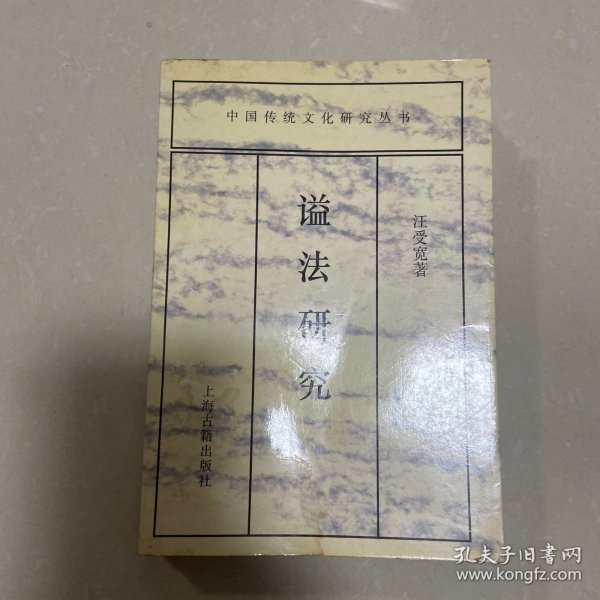 中国传统文化研究丛书
谥法研究
汪受宽著
上海古籍出版社
孔夫子旧书网
www.kongfz.com